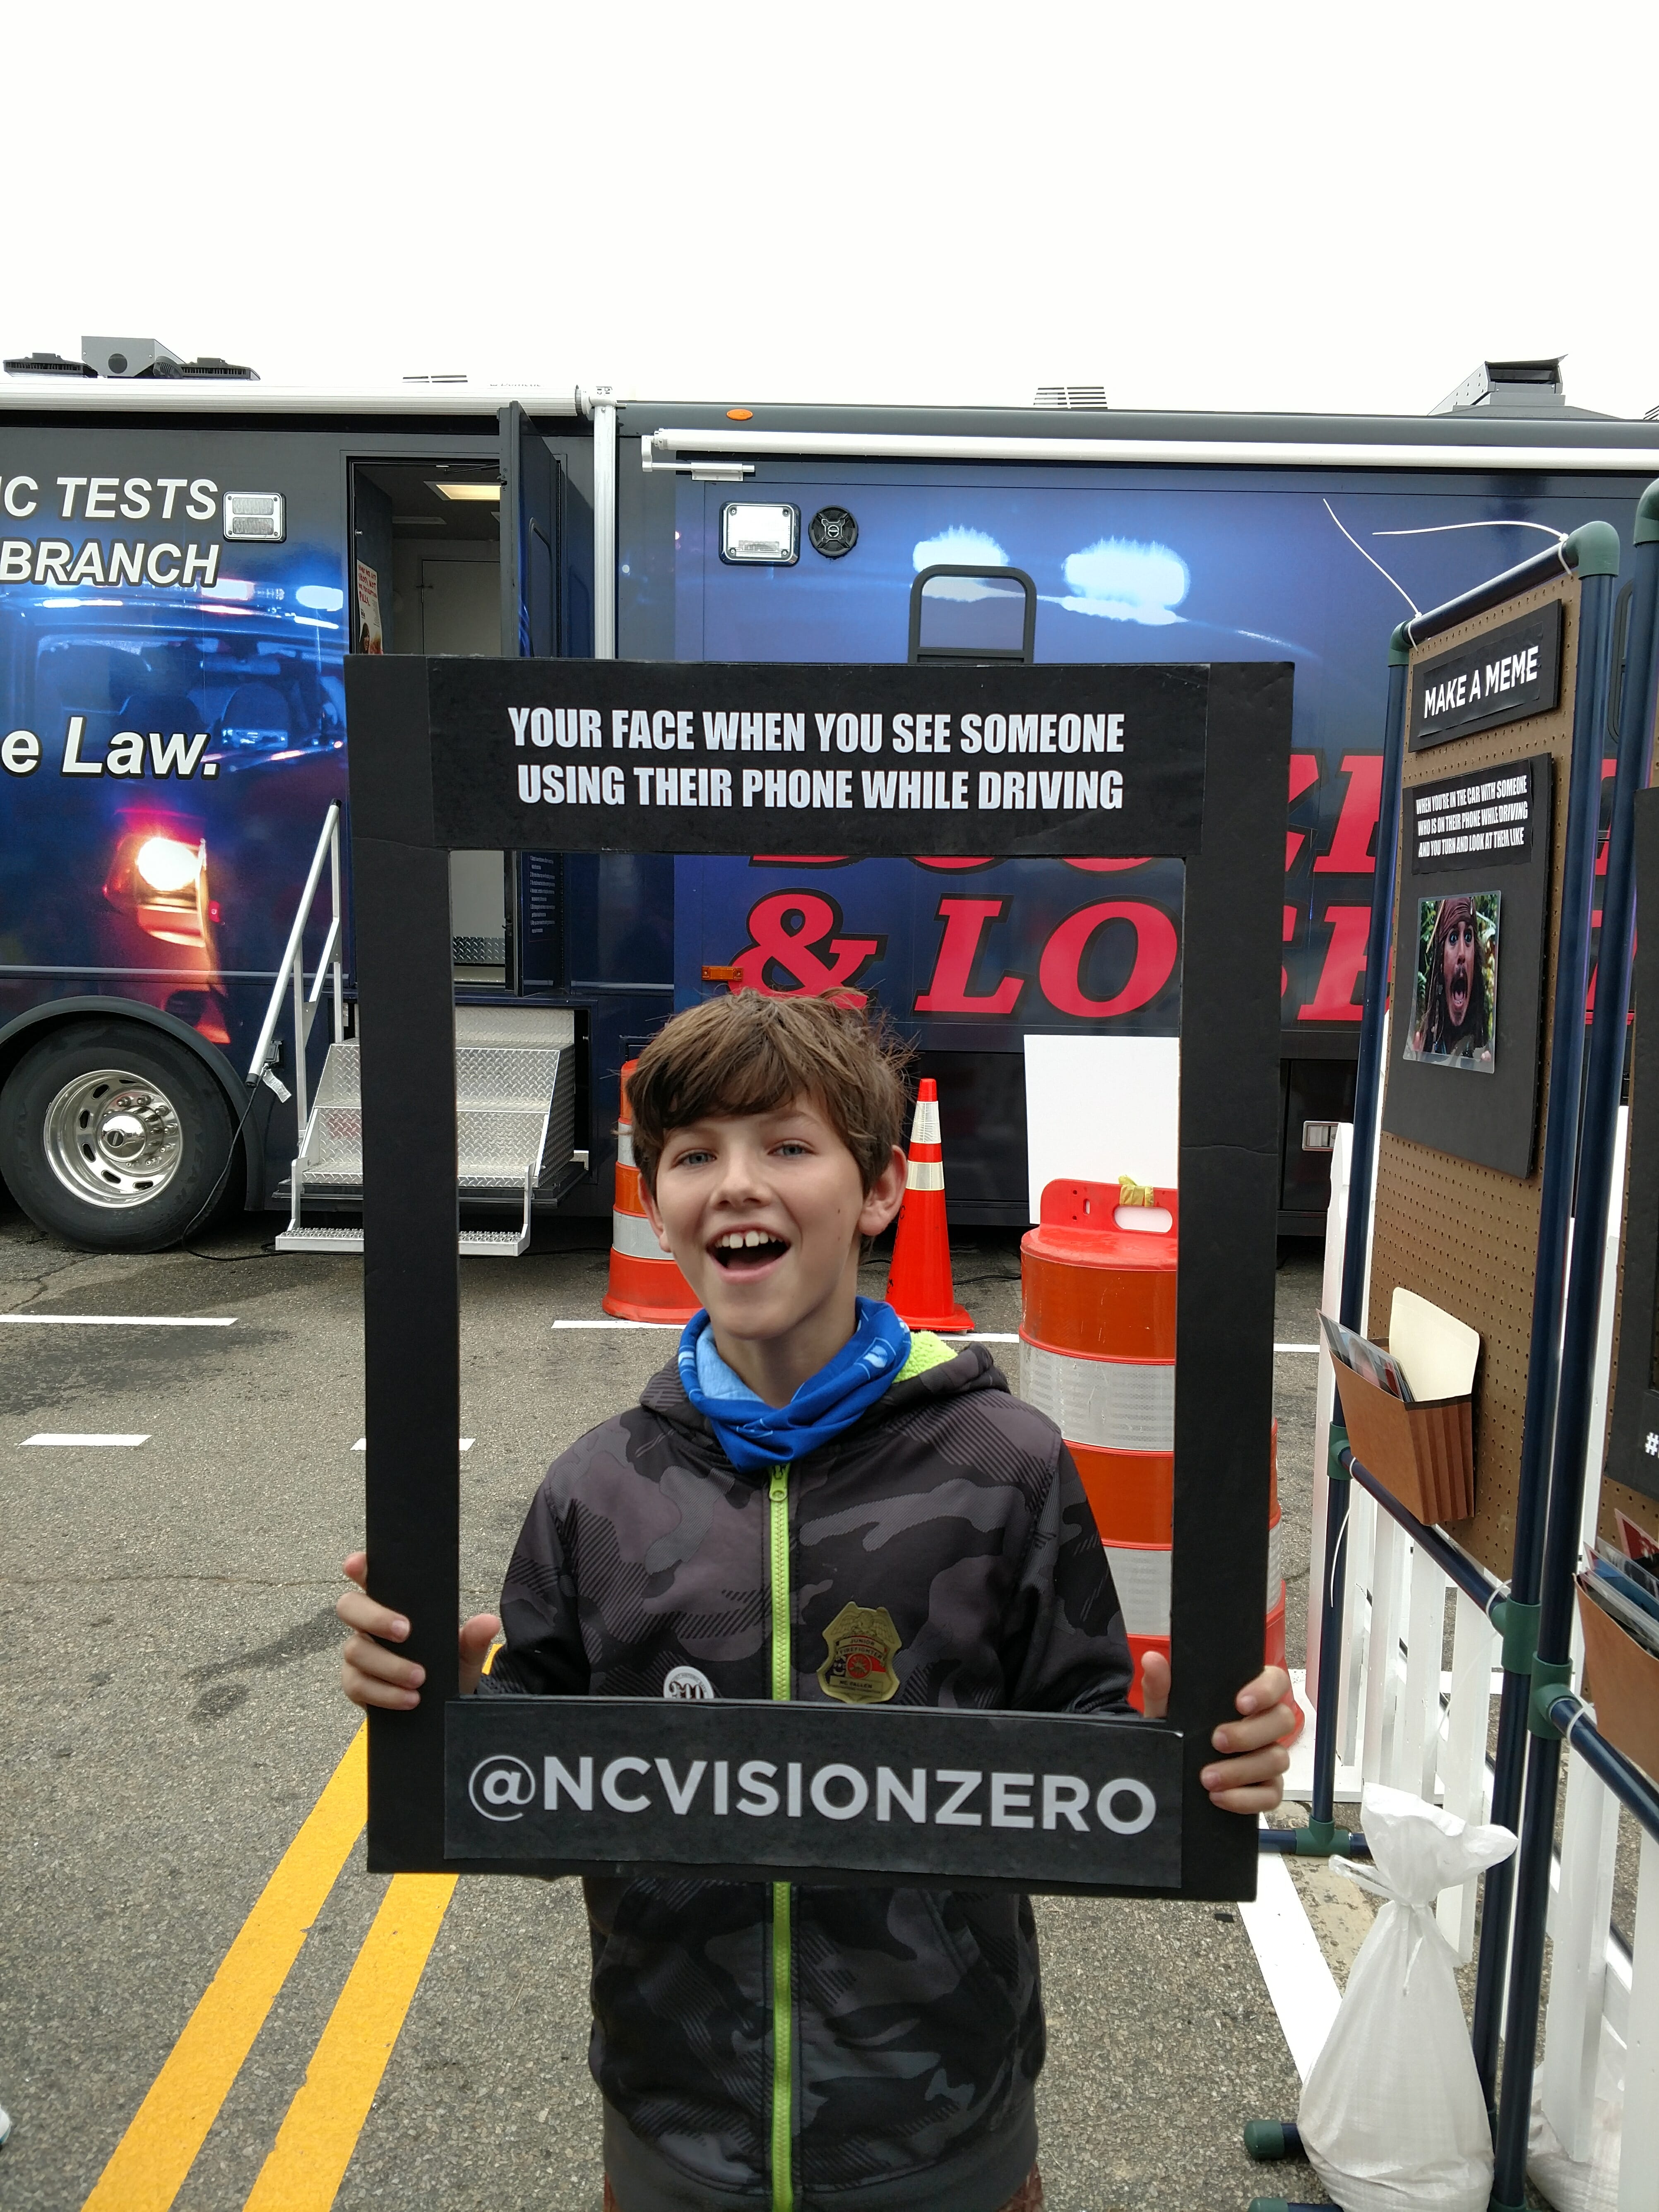 C TESTS
BRANCH
e Law.
YOUR FACE WHEN YOU SEE SOMEONE
USING THEIR PHONE WHILE DRIVING
& LO
MAKE A MEME
WHEN YOU'RE IN THE CAR WITH SOMEONE
WHO IS ON THEIR PHONE WHILE DRIVING
AND YOU TURN AND LOOK AT THEM LIKE
JUNIOR
FIREFIGHTER
@NCVISIONZERO
#